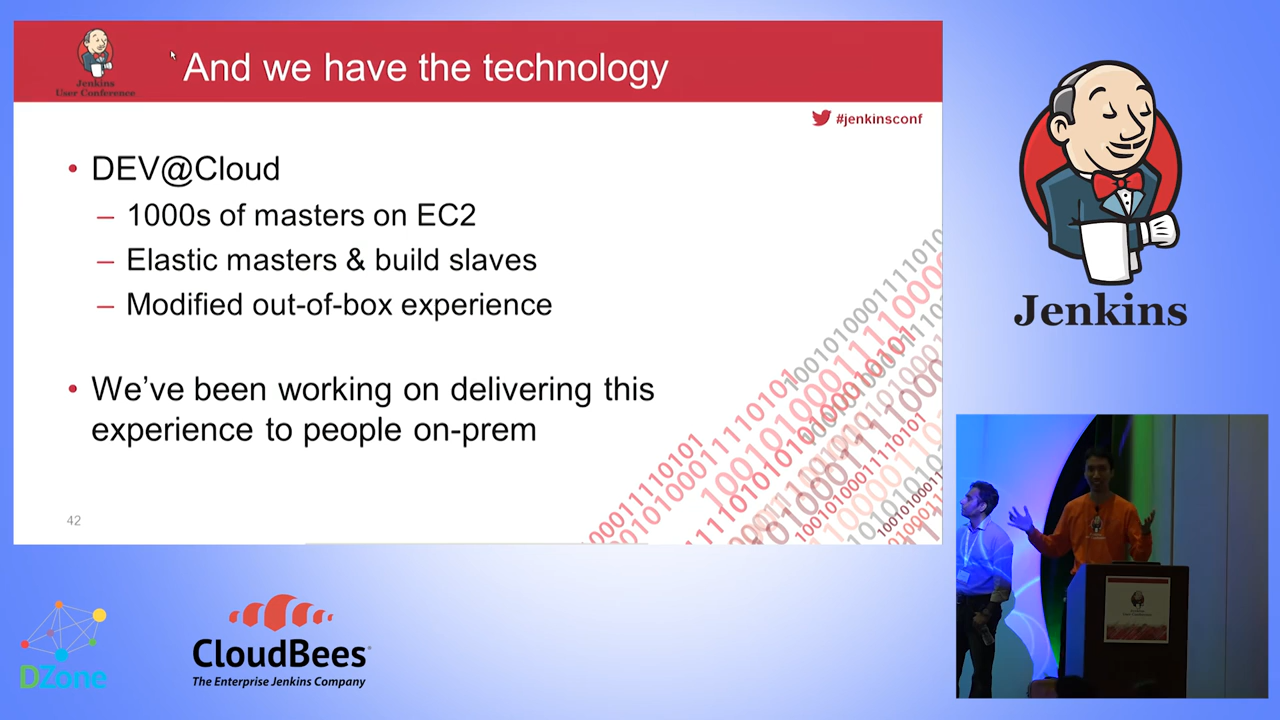 And we have the technology
Jenkins
User Conference
#jenkinsconf
• DEV@Cloud
– 1000s of masters on EC2
– Elastic masters & build slaves
– Modified out-of-box experience
• We've been working on delivering this
experience to people on-prem
42
Jenkins
DZone
CloudBees
The Enterprise Jenkins Company